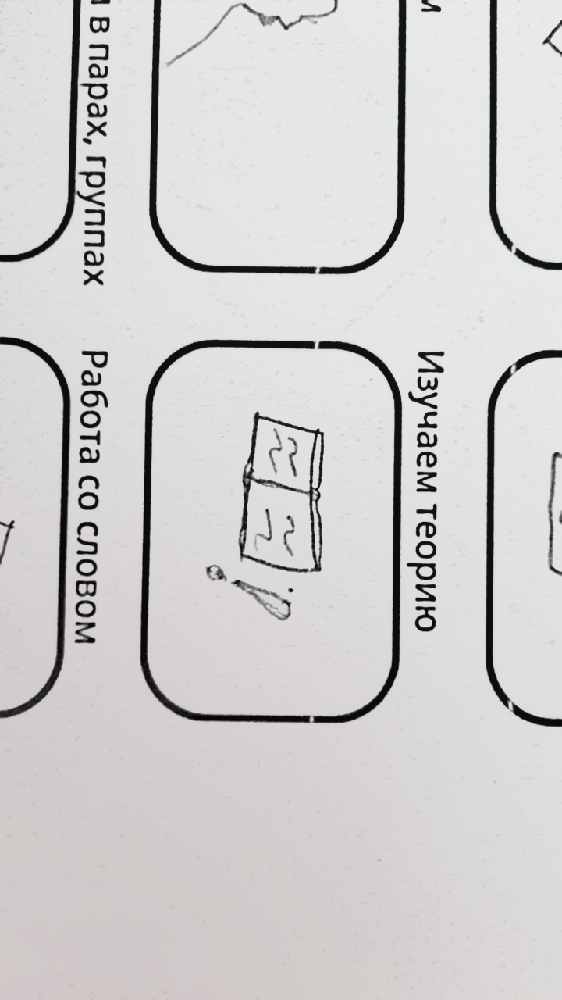 Изучаем теорию
в парах, группах
Работа со словом